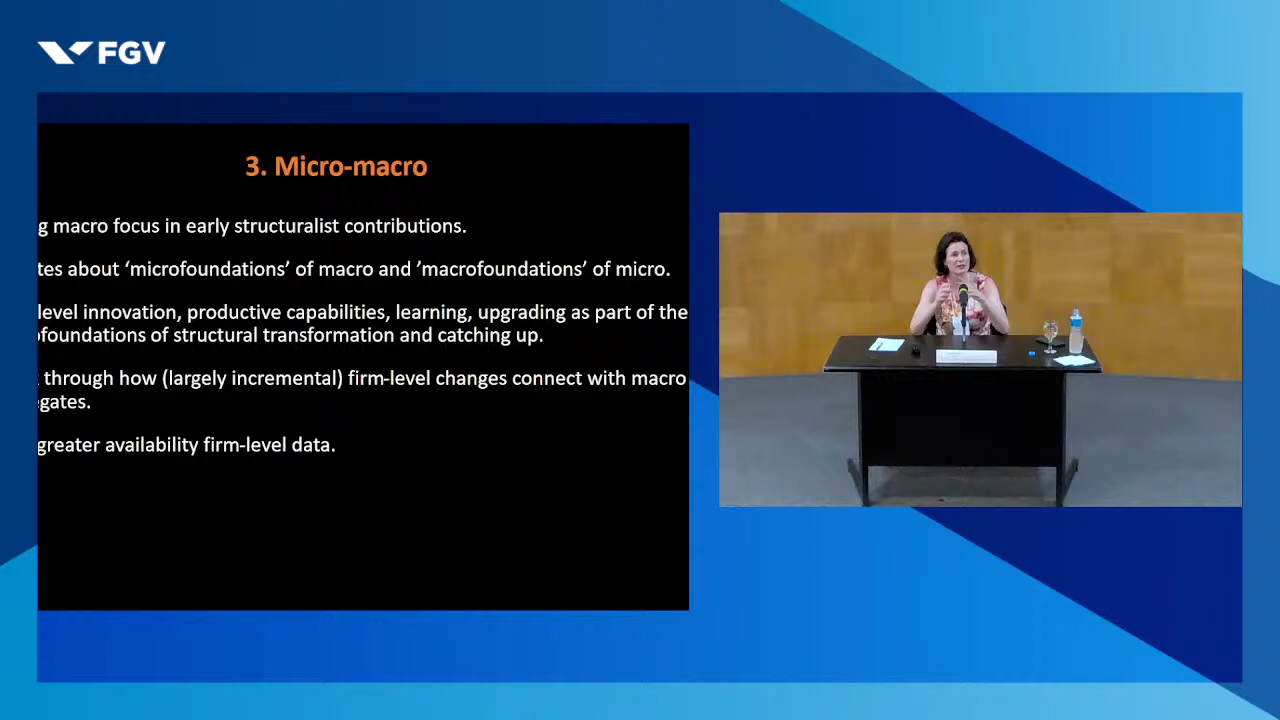 FGV
3. Micro-macro
g macro focus in early structuralist contributions.
tes about ‘microfoundations’ of macro and ’macrofoundations’ of micro.
level innovation, productive capabilities, learning, upgrading as part of the
ofoundations of structural transformation and catching up.
through how (largely incremental) firm-level changes connect with macro
egates.
greater availability firm-level data.